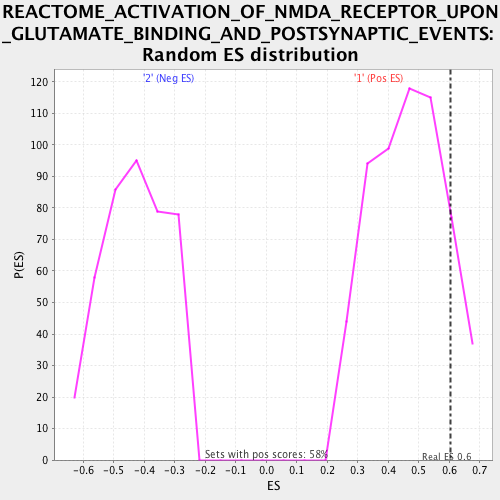 REACTOME_ACTIVATION_OF_NMDA_RECEPTOR_UPON
_GLUTAMATE_BINDING_AND_POSTSYNAPTIC_EVENTS:
Random ES distribution
'2' (Neg ES)
'1' (Pos ES)
120
110
100
90
80
70
60
50
40
30
20
10
0
P(ES)
Sets with pos scores: 58%
Real ES 0.6
-0.6 -0.5 -0.4 -0.3 -0.2 -0.1 0.0 0.1 0.2 0.3 0.4 0.5 0.6 0.7
ES